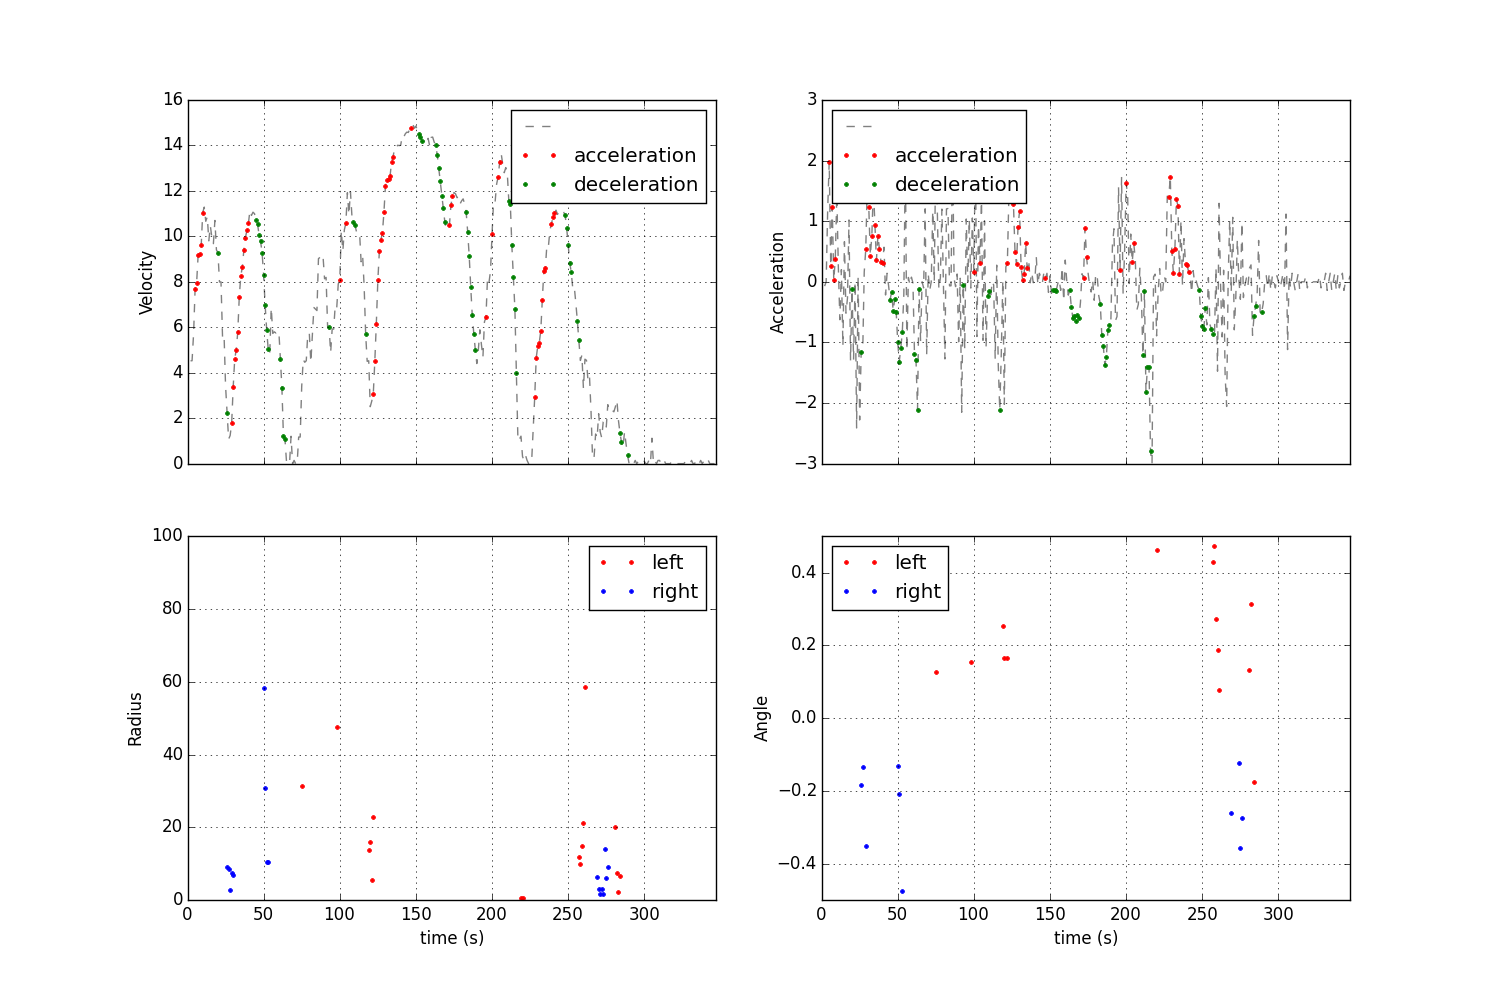 16
14
12
10
8
6
4
2
0
Velocity
acceleration
deceleration
3
2
1
0
−1
−2
−3
Acceleration
acceleration
deceleration
100
80
60
40
20
0
Radius
left
right
0 50 100 150 200 250 300
time (s)
0.4
0.2
0.0
−0.2
−0.4
Angle
left
right
0 50 100 150 200 250 300
time (s)